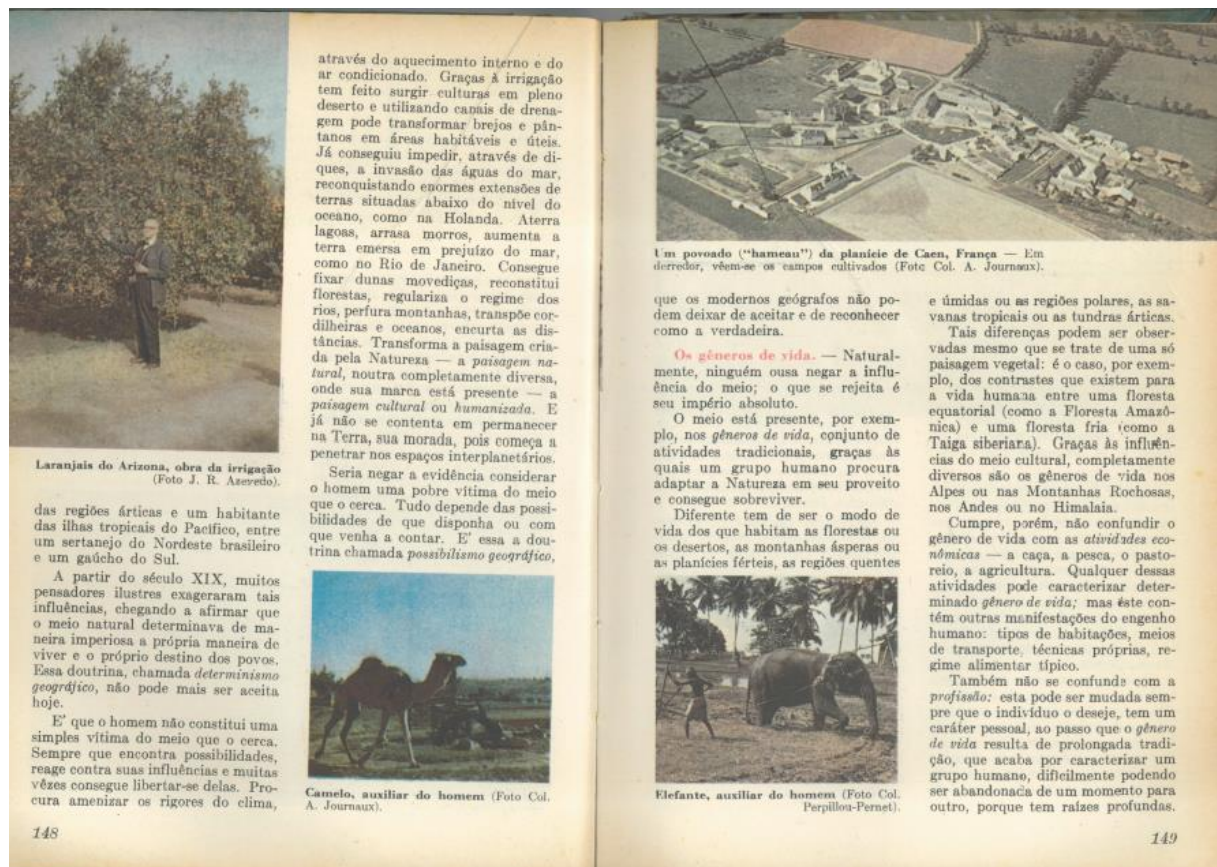 Laranjais do Arizona, obra da irrigação
(Foto J. R. Azevedo).
das regiões árticas e um habitante
das ilhas tropicais do Pacífico, entre
um sertanejo do Nordeste brasileiro
e um gaúcho do Sul.
A partir do século XIX, muitos
pensadores ilustres exageraram tais
influências, chegando a afirmar que
o meio natural determinava de ma-
neira imperiosa a própria maneira de
viver e o próprio destino dos povos.
Essa doutrina, chamada determinismo
geográfico, não pode mais ser aceita
hoje.
E' que o homem não constitui uma
simples vítima do meio que o cerca.
Sempre que encontra possibilidades,
reage contra suas influências e muitas
vêzes consegue libertar-se delas. Pro-
cura amenizar os rigores do clima,
148
através do aquecimento interno e do
ar condicionado. Graças à irrigação
tem feito surgir culturas em pleno
deserto e utilizando canais de drena-
gem pode transformar brejos e pân-
tanos em áreas habitáveis e úteis.
Já conseguiu impedir, através de di-
ques, a invasão das águas do mar,
reconquistando enormes extensões de
terras situadas abaixo do nível do
oceano, como na Holanda. Aterra
lagoas, arrasa morros, aumenta a
terra emersa em prejuízo do mar,
como no Rio de Janeiro. Consegue
fixar dunas movediças, reconstitui
florestas, regulariza o regime dos
rios, perfura montanhas, transpõe cor-
dilheiras e oceanos, encurta as dis-
tâncias. Transforma a paisagem cria-
da pela Natureza — a paisagem na-
tural, noutra completamente diversa,
onde sua marca está presente — a
paisagem cultural ou humanizada. E
já não se contenta em permanecer
na Terra, sua morada, pois começa a
penetrar nos espaços interplanetários.
Seria negar a evidência considerar
o homem uma pobre vítima do meio
que o cerca. Tudo depende das possi-
bilidades de que disponha ou com
que venha a contar. E' essa a dou-
trina chamada possibilismo geográfico,
Camelo, auxiliar do homem (Foto Col.
A. Journaux).
Um povoado ("hameau") da planície de Caen, França — Em
derredor, vêem-se os campos cultivados (Foto Col. A. Journaux).
que os modernos geógrafos não po-
dem deixar de aceitar e de reconhecer
como a verdadeira.
Os gêneros de vida. — Natural-
mente, ninguém ousa negar a influ-
ência do meio; o que se rejeita é
seu império absoluto.
O meio está presente, por exem-
plo, nos gêneros de vida, conjunto de
atividades tradicionais, graças às
quais um grupo humano procura
adaptar a Natureza em seu proveito
e consegue sobreviver.
Diferente tem de ser o modo de
vida dos que habitam as florestas ou
os desertos, as montanhas ásperas ou
as planícies férteis, as regiões quentes
Elefante, auxiliar do homem (Foto Col.
Perpillou-Pernet).
e úmidas ou as regiões polares, as sa-
vanas tropicais ou as tundras árticas.
Tais diferenças podem ser obser-
vadas mesmo que se trate de uma só
paisagem vegetal: é o caso, por exem-
plo, dos contrastes que existem para
a vida humana entre uma floresta
equatorial (como a Floresta Amazô-
nica) e uma floresta fria (como a
Taiga siberiana). Graças às influên-
cias do meio cultural, completamente
diversos são os gêneros de vida nos
Alpes ou nas Montanhas Rochosas,
nos Andes ou no Himalaia.
Cumpre, porém, não confundir o
gênero de vida com as atividades eco-
nômicas — a caça, a pesca, o pasto-
reio, a agricultura. Qualquer dessas
atividades pode caracterizar deter-
minado gênero de vida; mas êste con-
têm outras manifestações do engenho
humano: tipos de habitações, meios
de transporte, técnicas próprias, re-
gime alimentar típico.
Também não se confunde com a
profissão: esta pode ser mudada sem-
pre que o indivíduo o deseje, tem um
caráter pessoal, ao passo que o gênero
de vida resulta de prolongada tradi-
ção, que acaba por caracterizar um
grupo humano, dificilmente podendo
ser abandonada de um momento para
outro, porque tem raízes profundas.
149